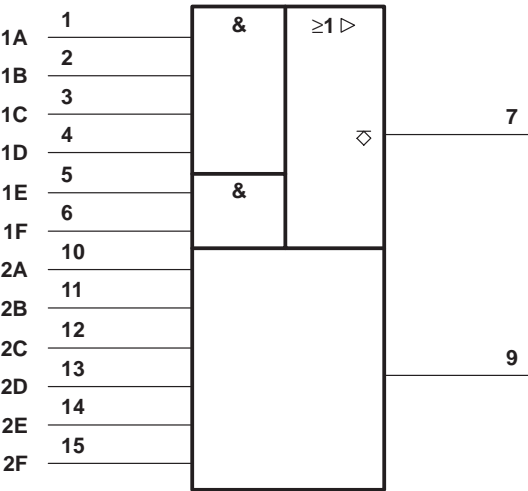 1A 1 & ≥1 ▷
1B 2
1C 3 7
1D 4
1E 5 &
1F 6
2A 10
2B 11
2C 12 9
2D 13
2E 14
2F 15